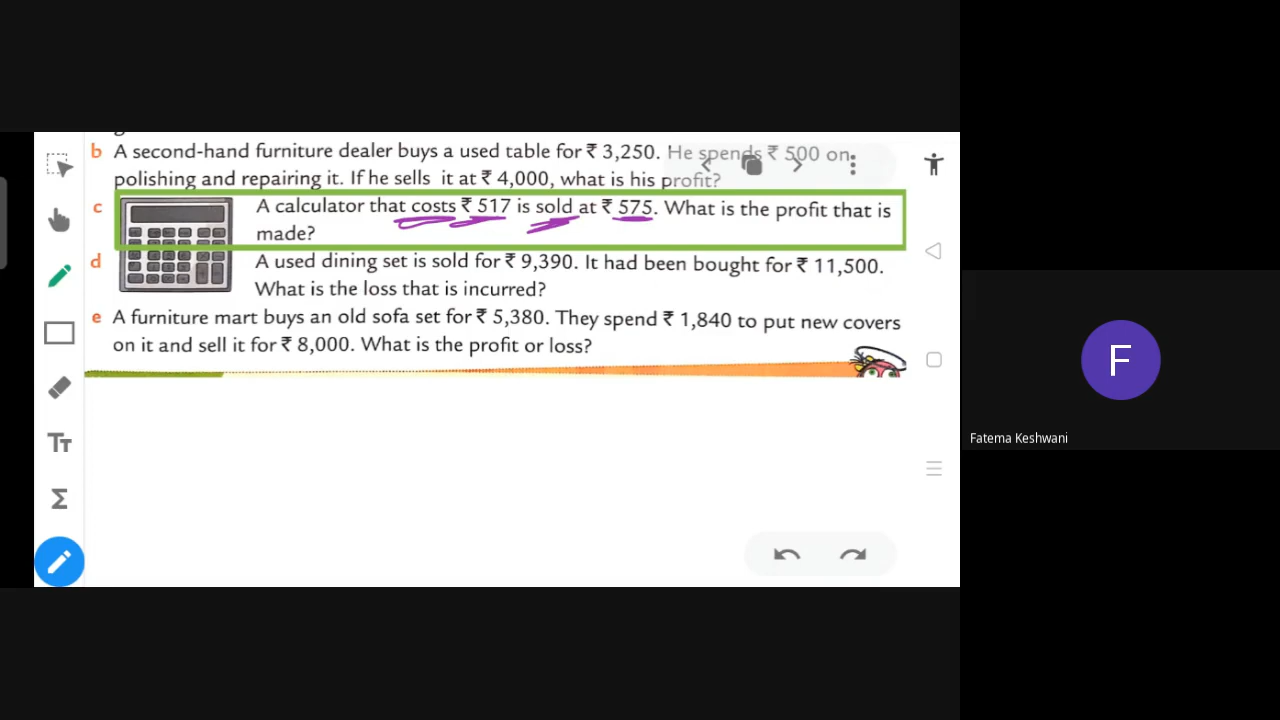 b A second-hand furniture dealer buys a used table for ₹ 3,250. He spends ₹ 500 on
polishing and repairing it. If he sells it at ₹ 4,000, what is his profit?
c A calculator that costs ₹ 517 is sold at ₹ 575. What is the profit that is
made?
d A used dining set is sold for ₹ 9,390. It had been bought for ₹ 11,500.
What is the loss that is incurred?
e A furniture mart buys an old sofa set for ₹ 5,380. They spend ₹ 1,840 to put new covers
on it and sell it for ₹ 8,000. What is the profit or loss?
TT
Σ
F
Fatema Keshwani